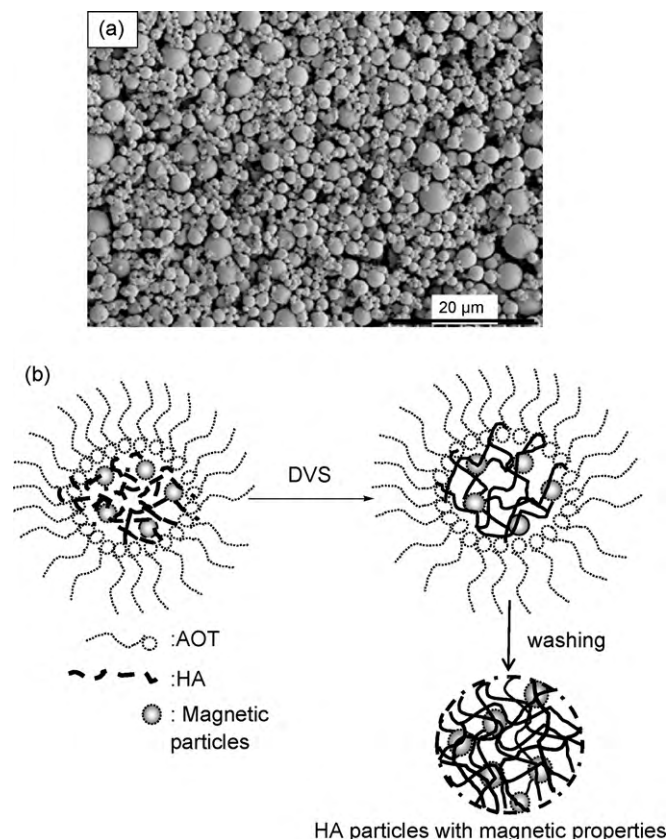 (a)
20 µm
(b)
DVS
:AOT
:HA
: Magnetic
particles
washing
HA particles with magnetic properties